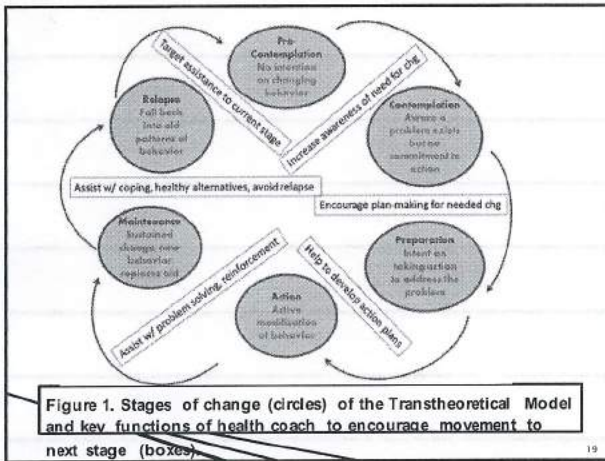 Pre-
Contemplation
No intention
on changing
behavior
Target assistance to current stage
Increase awareness of need for chg
Relapse
Fall back
into old
patterns of
behavior
Contemplation
Aware a
problem exists
but no
commitment to
action
Assist w/ coping, healthy alternatives, avoid relapse
Encourage plan-making for needed chg
Maintenance
Sustained
change, new
behavior
replaces old
Preparation
Intent on
taking action
to address the
problem
Assist w/ problem solving, reinforcement
Help to develop action plans
Action
Active
modification
of behavior
Figure 1. Stages of change (circles) of the Transtheoretical Model
and key functions of health coach to encourage movement to
next stage (boxes).
19